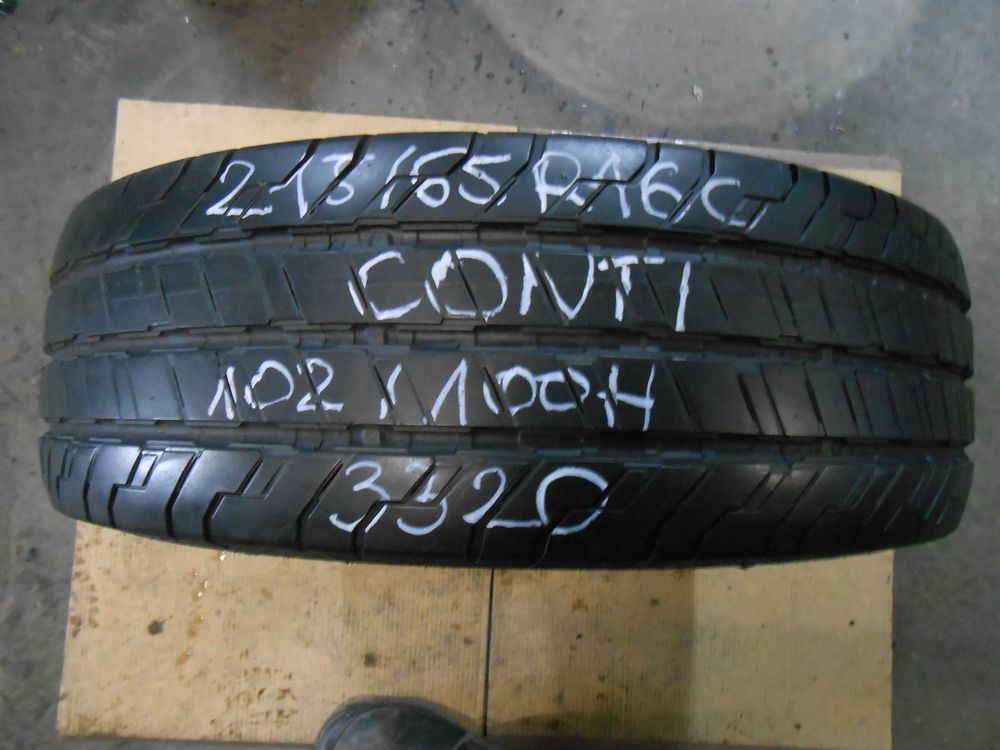 215/65 R16C
CONTI
102/100H
3320